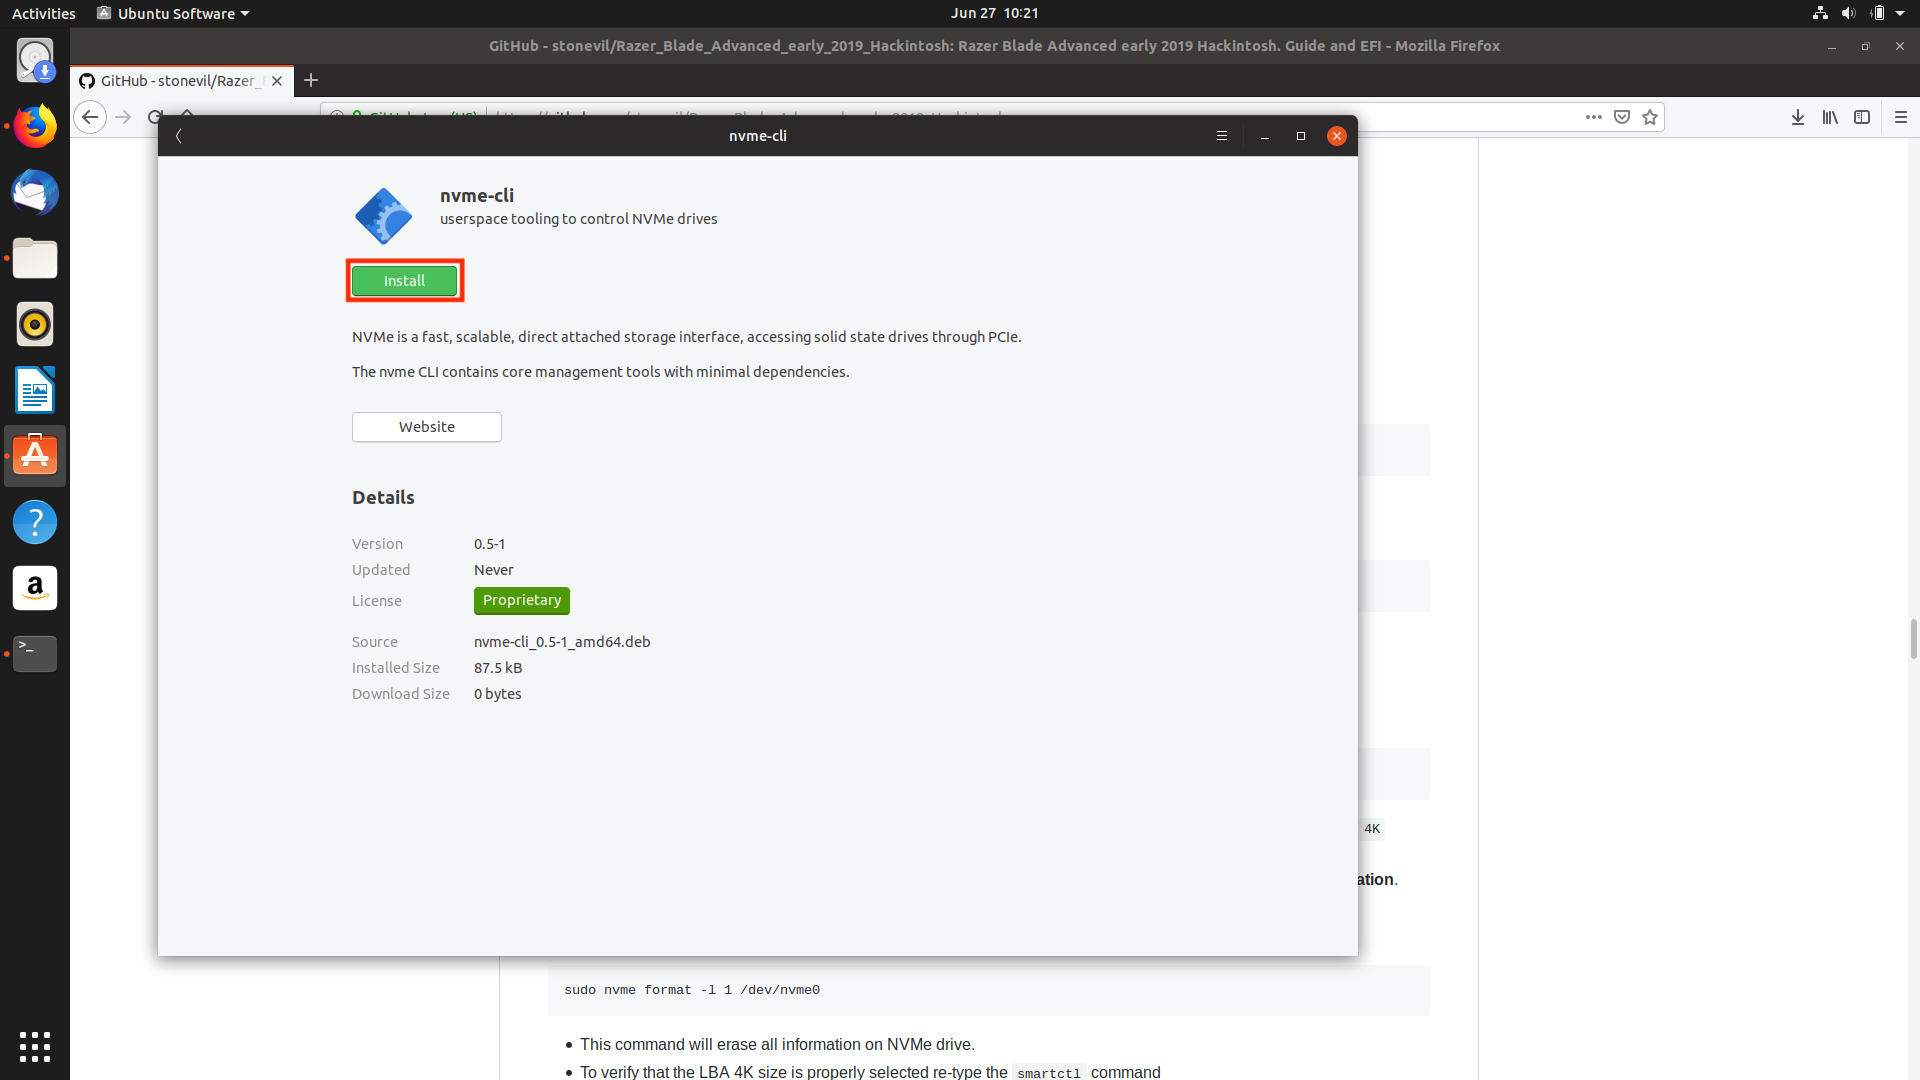 Activities
Ubuntu Software
Jun 27 10:21
GitHub - stonevil/Razer_Blade_Advanced_early_2019_Hackintosh: Razer Blade Advanced early 2019 Hackintosh. Guide and EFI - Mozilla Firefox
GitHub - stonevil/Razer_
nvme-cli
nvme-cli
userspace tooling to control NVMe drives
Install
NVMe is a fast, scalable, direct attached storage interface, accessing solid state drives through PCIe.
The nvme CLI contains core management tools with minimal dependencies.
Website
Details
Version 0.5-1
Updated Never
License Proprietary
Source nvme-cli_0.5-1_amd64.deb
Installed Size 87.5 kB
Download Size 0 bytes
4K
ation.
sudo nvme format -l 1 /dev/nvme0
This command will erase all information on NVMe drive.
To verify that the LBA 4K size is properly selected re-type the smartctl command